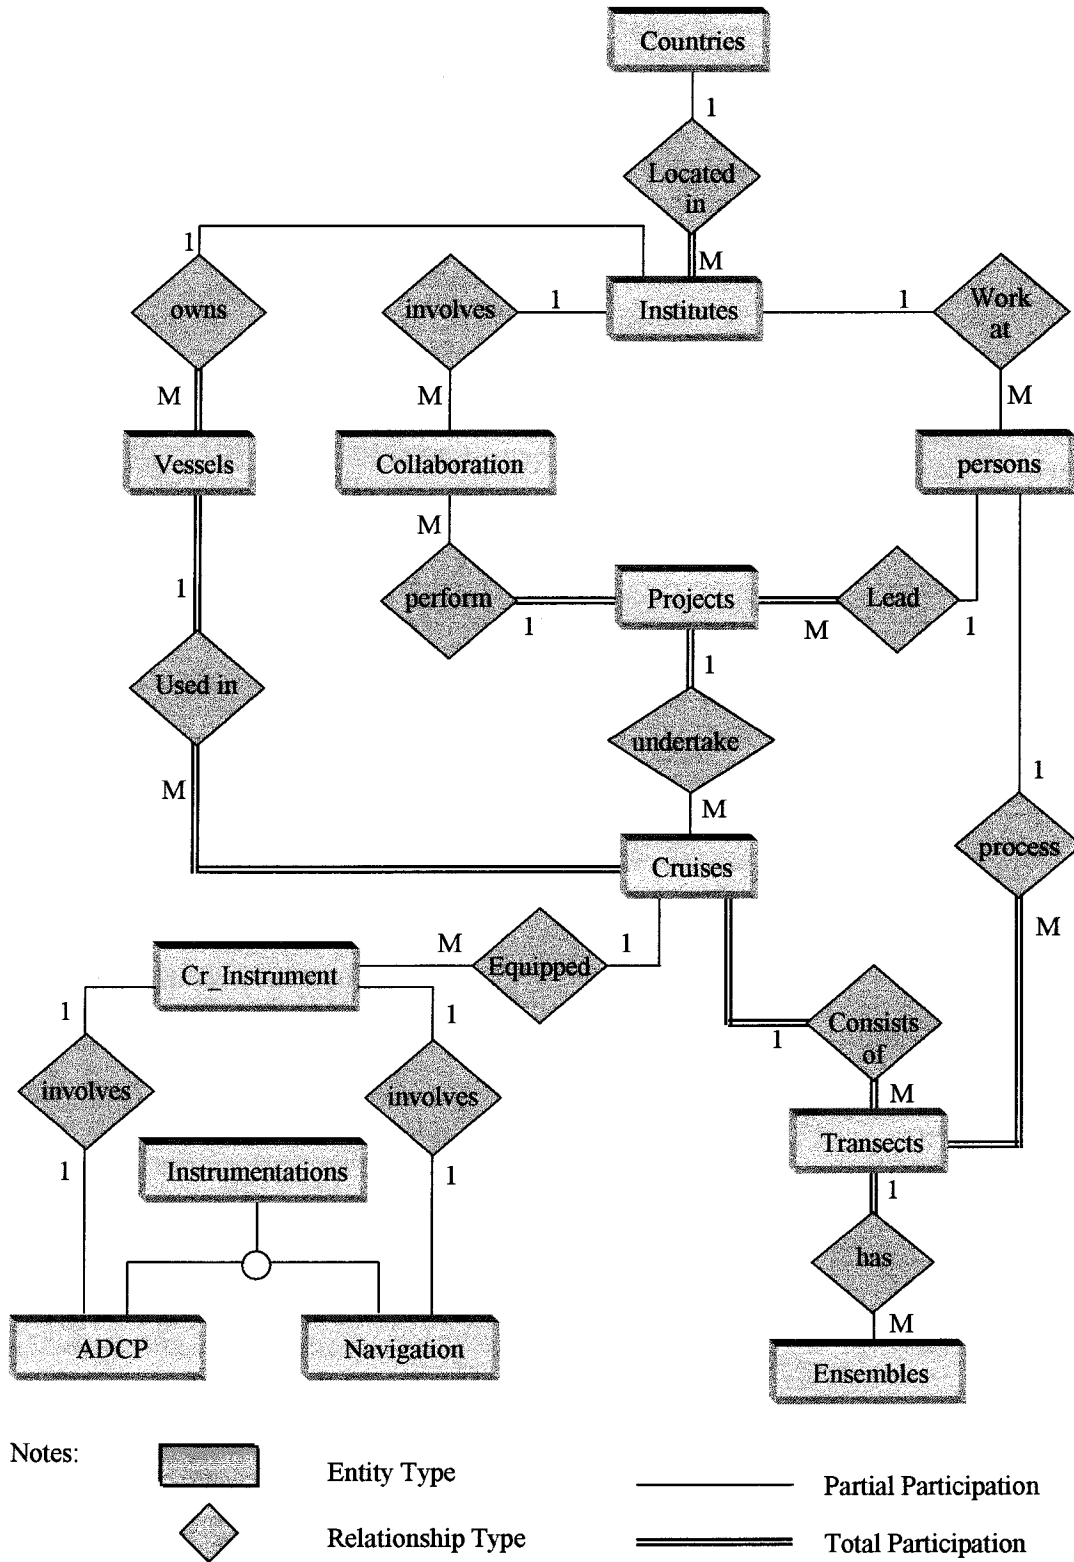 Countries
1
Located
in
M
1
owns
involves
1
Institutes
1
Work
at
M
M
M
Vessels
Collaboration
persons
M
1
perform
1
Projects
M
Lead
1
Used in
1
undertake
M
M
1
Cruises
process
M
M
Equipped
1
Cr_Instrument
1
1
Consists
of
1
involves
involves
M
1
Instrumentations
1
Transects
1
has
M
ADCP
Navigation
Ensembles
Notes:
Entity Type
Partial Participation
Relationship Type
Total Participation